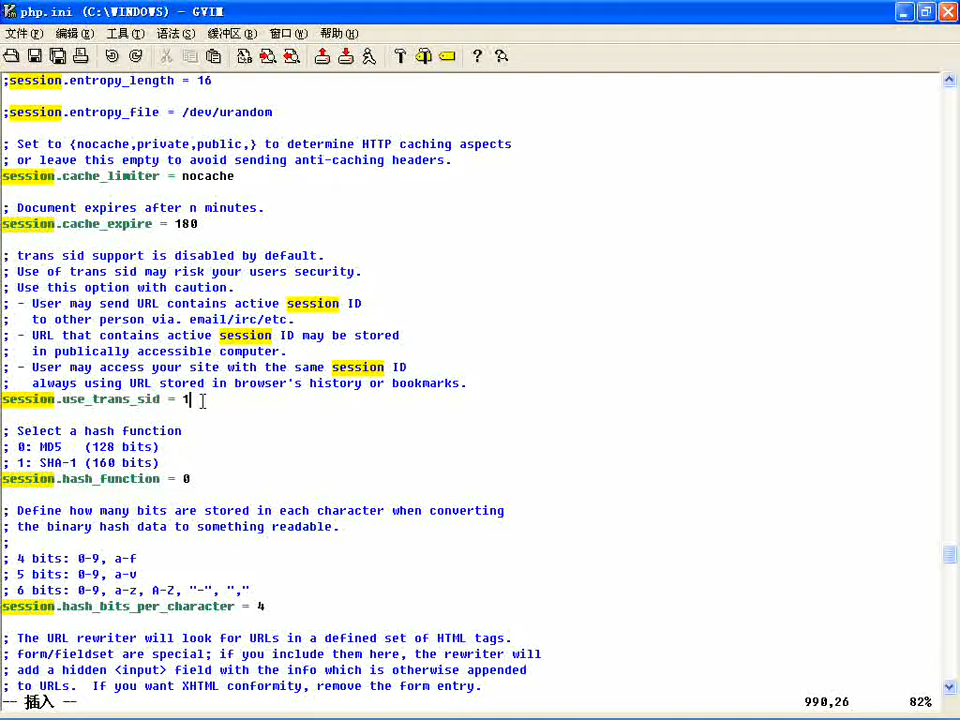 php.ini (C:\WINDOWS) - GVIM
文件(F) 编辑(E) 工具(T) 语法(S) 缓冲区(B) 窗口(W) 帮助(H)
;session.entropy_length = 16
;session.entropy_file = /dev/urandom
; Set to {nocache,private,public,} to determine HTTP caching aspects
; or leave this empty to avoid sending anti-caching headers.
session.cache_limiter = nocache
; Document expires after n minutes.
session.cache_expire = 180
; trans sid support is disabled by default.
; Use of trans sid may risk your users security.
; Use this option with caution.
; - User may send URL contains active session ID
;   to other person via. email/irc/etc.
; - URL that contains active session ID may be stored
;   in publically accessible computer.
; - User may access your site with the same session ID
;   always using URL stored in browser's history or bookmarks.
session.use_trans_sid = 1
; Select a hash function
; 0: MD5   (128 bits)
; 1: SHA-1 (160 bits)
session.hash_function = 0
; Define how many bits are stored in each character when converting
; the binary hash data to something readable.
;
; 4 bits: 0-9, a-f
; 5 bits: 0-9, a-v
; 6 bits: 0-9, a-z, A-Z, "-", ","
session.hash_bits_per_character = 4
; The URL rewriter will look for URLs in a defined set of HTML tags.
; form/fieldset are special; if you include them here, the rewriter will
; add a hidden <input> field with the info which is otherwise appended
; to URLs.  If you want XHTML conformity, remove the form entry.
-- 插入 -- 990,26 82%